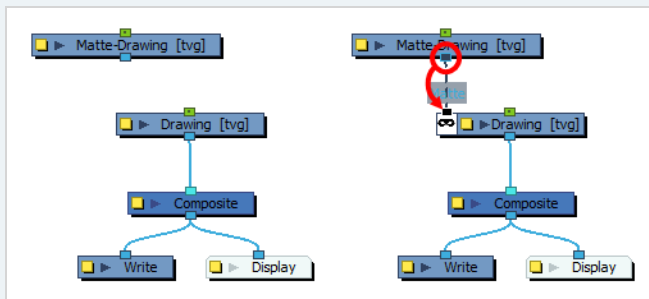 Matte-Drawing [tvg]
Matte-Drawing [tvg]
Matte
Drawing [tvg]
Drawing [tvg]
Composite
Composite
Write
Display
Write
Display